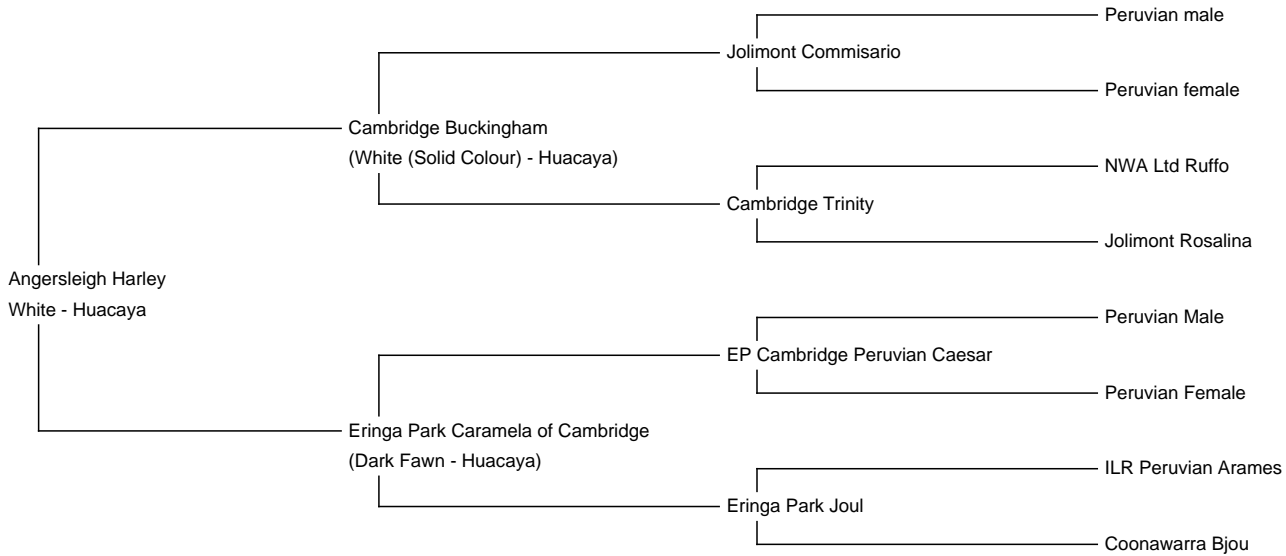 Peruvian male
Jolimont Commisario
Peruvian female
Cambridge Buckingham
(White (Solid Colour) - Huacaya)
NWA Ltd Ruffo
Cambridge Trinity
Jolimont Rosalina
Angersleigh Harley
White - Huacaya
Peruvian Male
EP Cambridge Peruvian Caesar
Peruvian Female
Eringa Park Caramela of Cambridge
(Dark Fawn - Huacaya)
ILR Peruvian Arames
Eringa Park Joul
Coonawarra Bjou